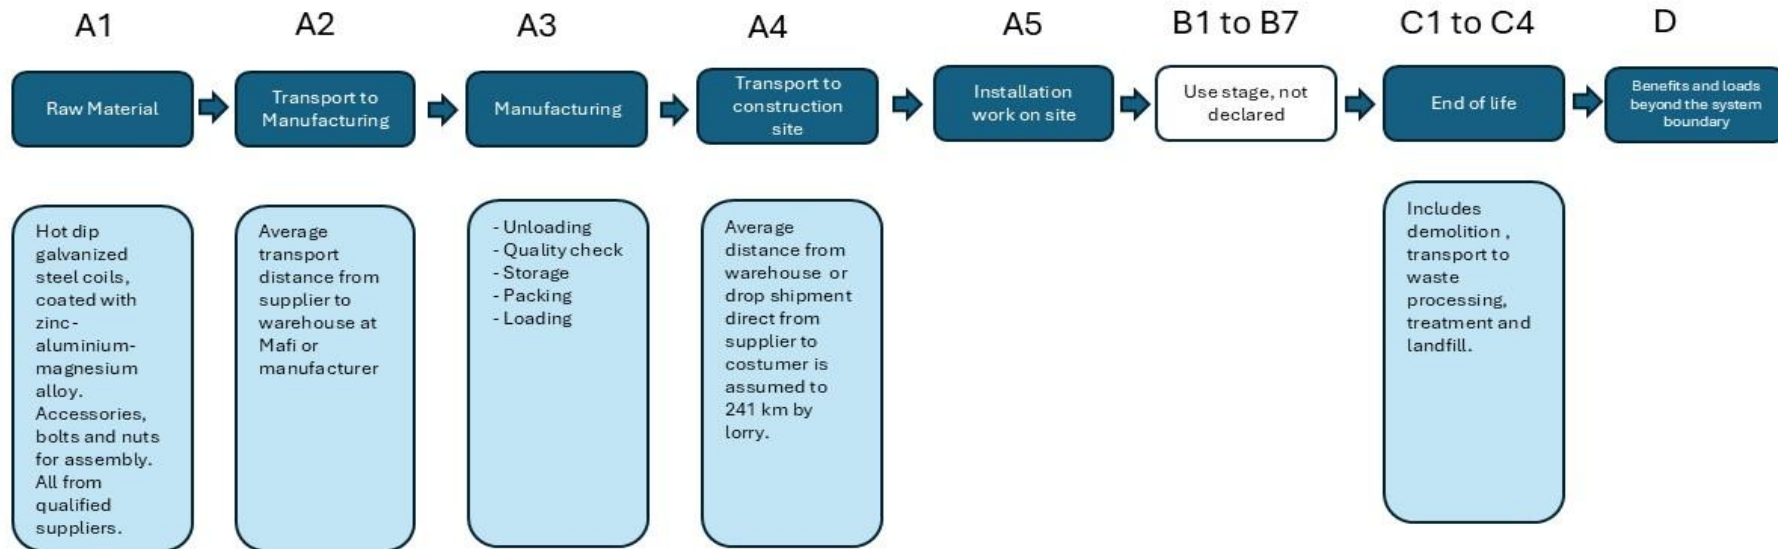 A1
A2
A3
A4
A5
B1 to B7
C1 to C4
D
Raw Material
Transport to
Manufacturing
Manufacturing
Transport to
construction
site
Installation
work on site
Use stage, not
declared
End of life
Benefits and loads
beyond the system
boundary
Hot dip
galvanized
steel coils,
coated with
zinc-
aluminium-
magnesium
alloy.
Accessories,
bolts and nuts
for assembly.
All from
qualified
suppliers.
Average
transport
distance from
supplier to
warehouse at
Mafi or
manufacturer
- Unloading
- Quality check
- Storage
- Packing
- Loading
Average
distance from
warehouse or
drop shipment
direct from
supplier to
costumer is
assumed to
241 km by
lorry.
Includes
demolition ,
transport to
waste
processing,
treatment and
landfill.